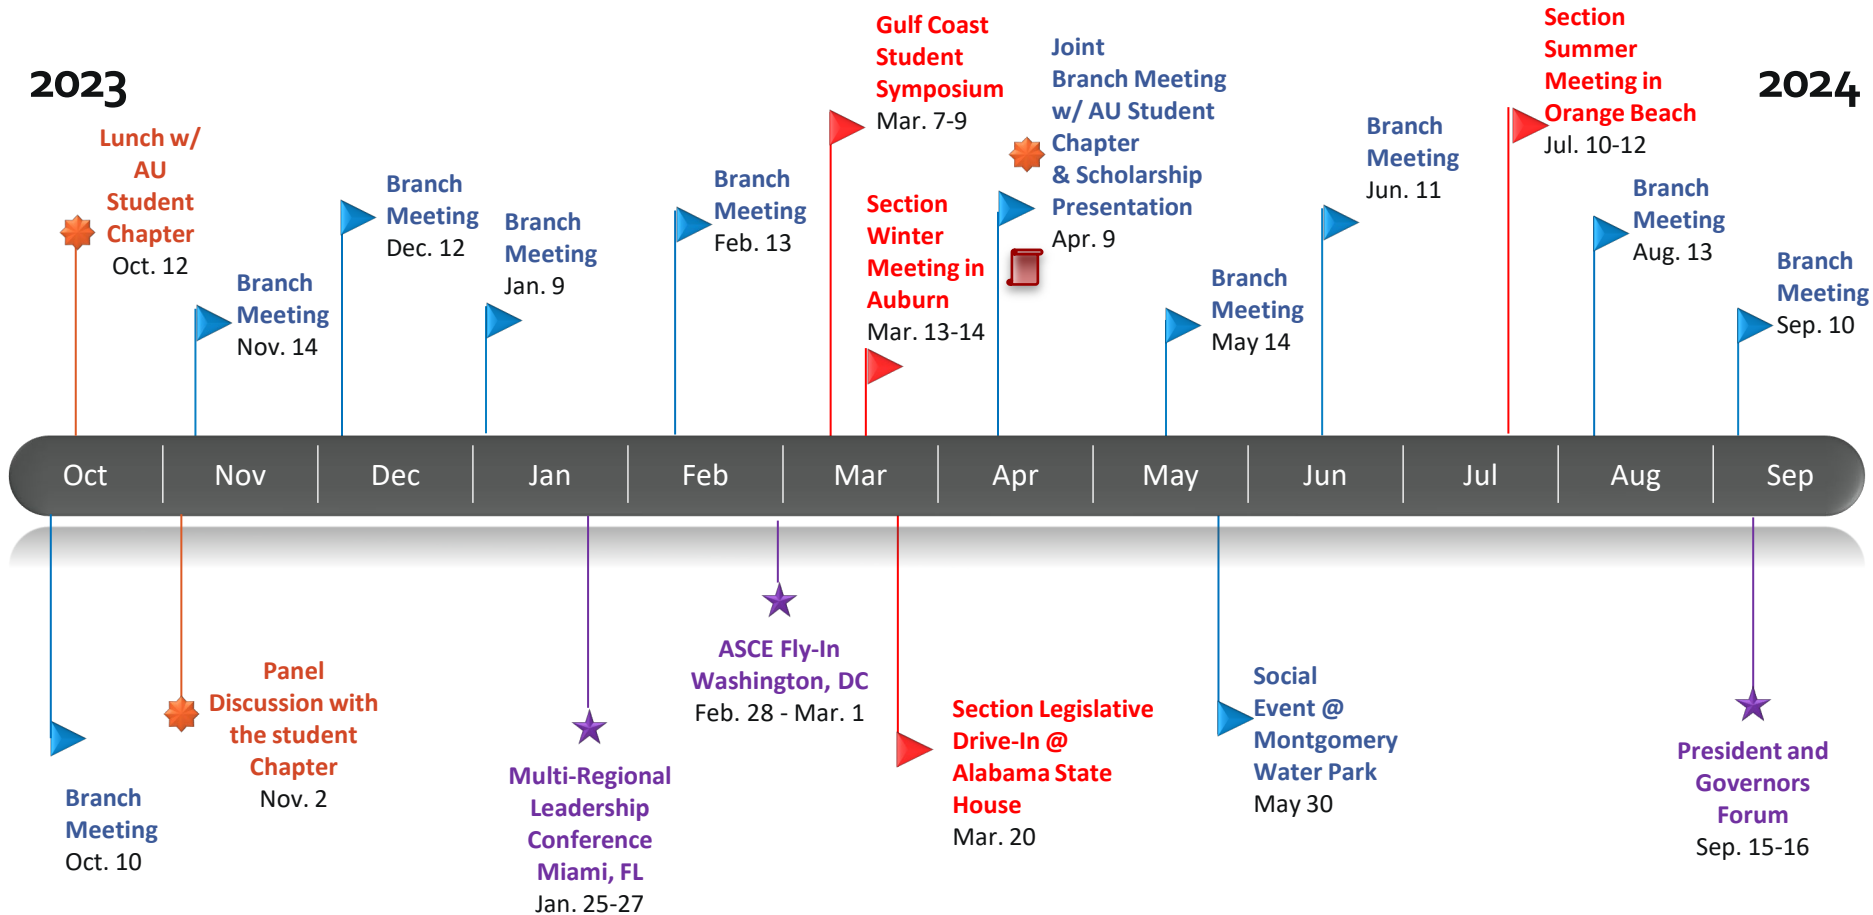 2023
2024
Lunch w/
AU
Student
Chapter
Oct. 12
Branch
Meeting
Nov. 14
Branch
Meeting
Dec. 12
Branch
Meeting
Jan. 9
Branch
Meeting
Feb. 13
Gulf Coast
Student
Symposium
Mar. 7-9
Section
Winter
Meeting in
Auburn
Mar. 13-14
Joint
Branch Meeting
w/ AU Student
Chapter
& Scholarship
Presentation
Apr. 9
Branch
Meeting
May 14
Branch
Meeting
Jun. 11
Section
Summer
Meeting in
Orange Beach
Jul. 10-12
Branch
Meeting
Aug. 13
Branch
Meeting
Sep. 10
Oct
Nov
Dec
Jan
Feb
Mar
Apr
May
Jun
Jul
Aug
Sep
Branch
Meeting
Oct. 10
Panel
Discussion with
the student
Chapter
Nov. 2
Multi-Regional
Leadership
Conference
Miami, FL
Jan. 25-27
ASCE Fly-In
Washington, DC
Feb. 28 - Mar. 1
Section Legislative
Drive-In @
Alabama State
House
Mar. 20
Social
Event @
Montgomery
Water Park
May 30
President and
Governors
Forum
Sep. 15-16